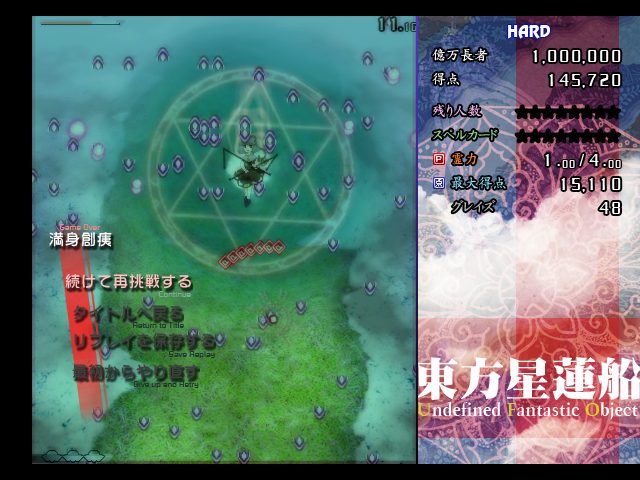 11.16
Game Over
満身創痍
続けて再挑戦する
Continue
タイトルへ戻る
Return to Title
リプレイを保存する
Save Replay
最初からやり直す
Give up and Retry
HARD
億万長者 1,000,000
得点 145,720
残り人数
スペルカード
P 霊力 1.00/4.00
最大得点 15,110
グレイズ 48
東方星蓮船
Undefined Fantastic Object